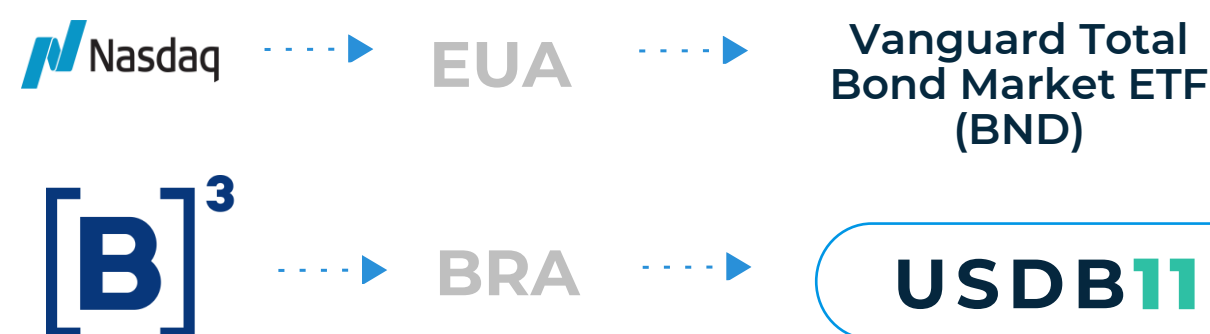 Nasdaq
EUA
Vanguard Total
Bond Market ETF
(BND)
[B]³
BRA
USDB11